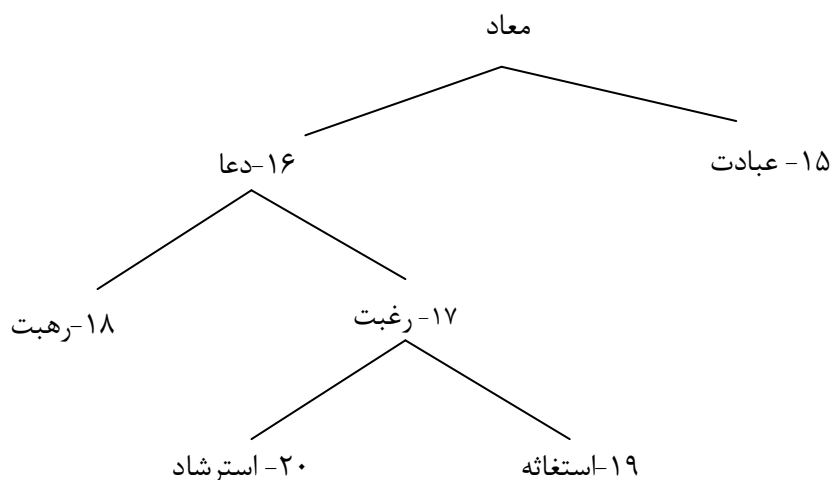 معاد
۱۵- عبادت
۱۶-دعا
۱۷- رغبت
۱۸-رهبت
۱۹-استغاثه
۲۰- استرشاد